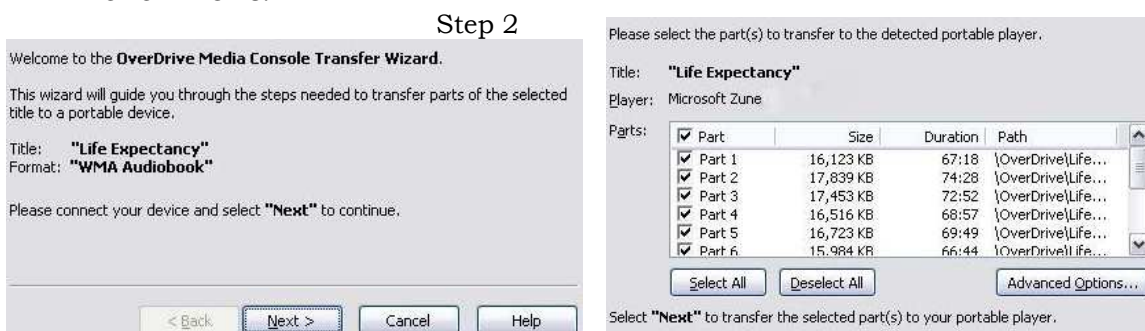 Step 2
Welcome to the OverDrive Media Console Transfer Wizard.
This wizard will guide you through the steps needed to transfer parts of the selected
title to a portable device.
Title: "Life Expectancy"
Format: "WMA Audiobook"
Please connect your device and select "Next" to continue.
< Back Next > Cancel Help
Please select the part(s) to transfer to the detected portable player.
Title: "Life Expectancy"
Player: Microsoft Zune
Parts: Part Size Duration Path
Part 1 16,123 KB 67:18 \OverDrive\Life...
Part 2 17,839 KB 74:28 \OverDrive\Life...
Part 3 17,453 KB 72:52 \OverDrive\Life...
Part 4 16,516 KB 68:57 \OverDrive\Life...
Part 5 16,723 KB 69:49 \OverDrive\Life...
Part 6 15,984 KB 66:44 \OverDrive\Life...
Select All Deselect All Advanced Options...
Select "Next" to transfer the selected part(s) to your portable player.